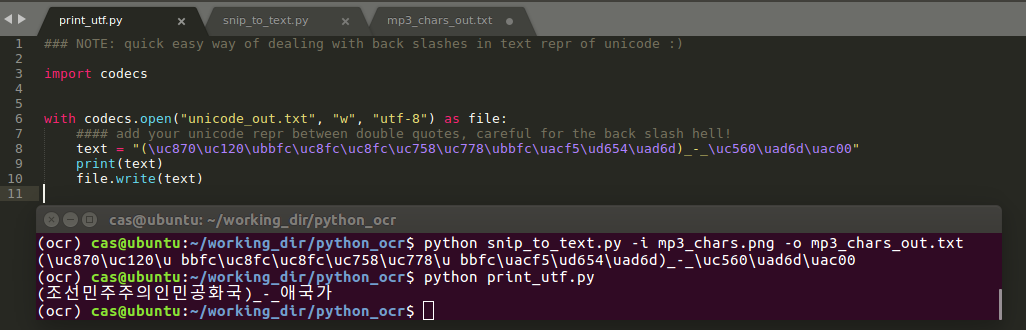 print_utf.py
snip_to_text.py
mp3_chars_out.txt
1 ### NOTE: quick easy way of dealing with back slashes in text repr of unicode :)
2
3 import codecs
4
5
6 with codecs.open("unicode_out.txt", "w", "utf-8") as file:
7 #### add your unicode repr between double quotes, careful for the back slash hell!
8 text = "(\uc870\uc120\ubbfc\uc8fc\uc8fc\uc758\uc778\ubbfc\uacf5\ud654\uad6d)_-_\uc560\uad6d\uac00"
9 print(text)
10 file.write(text)
11
cas@ubuntu: ~/working_dir/python_ocr
(ocr) cas@ubuntu:~/working_dir/python_ocr$ python snip_to_text.py -i mp3_chars.png -o mp3_chars_out.txt
(\uc870\uc120\u bbfc\uc8fc\uc8fc\uc758\uc778\u bbfc\uacf5\ud654\uad6d)_-_\uc560\uad6d\uac00
(ocr) cas@ubuntu:~/working_dir/python_ocr$ python print_utf.py
(조선민주주의인민공화국)_-_애국가
(ocr) cas@ubuntu:~/working_dir/python_ocr$